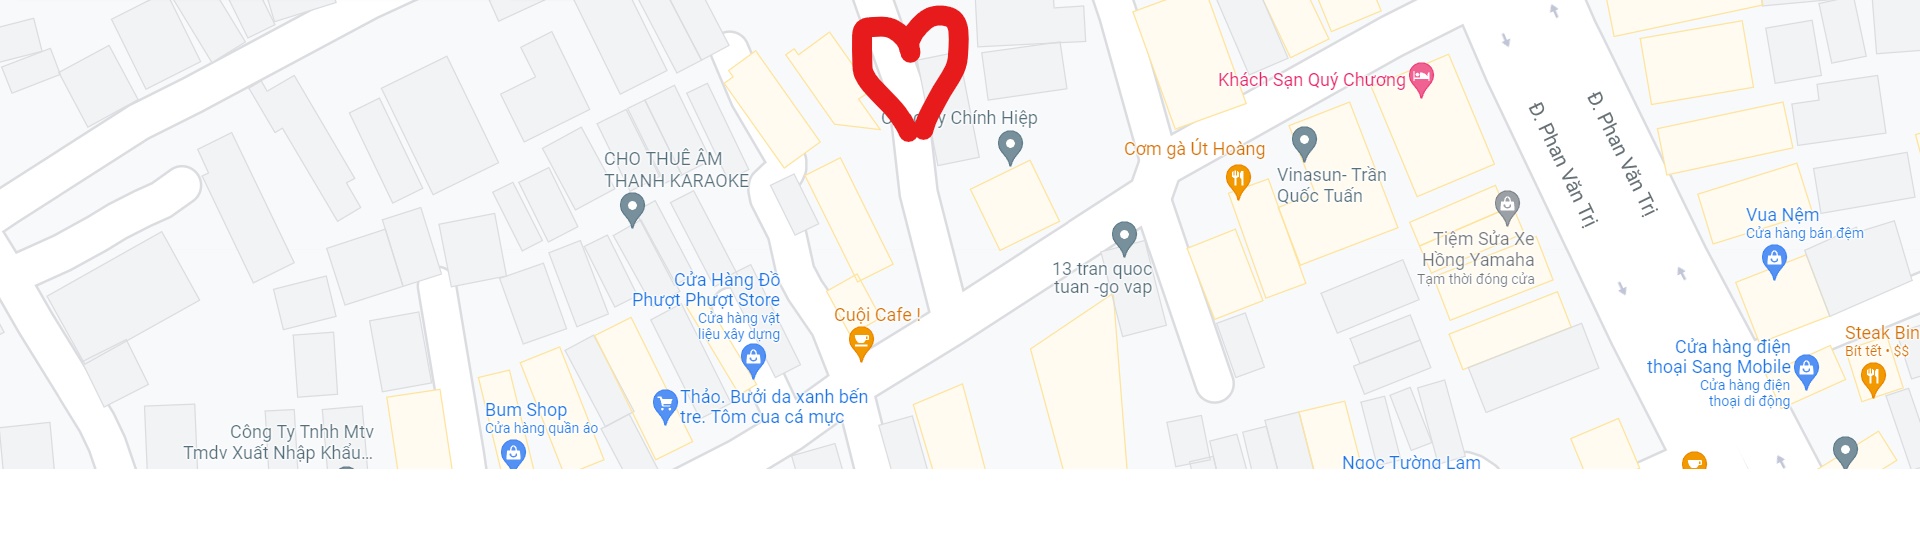 Khách Sạn Quý Chương
Đ. Phan Văn Trị
Đ. Phan Văn Trị
Chính Hiệp
Cơm gà Út Hoàng
CHO THUÊ ÂM
THANH KARAOKE
Vinasun- Trần
Quốc Tuấn
Vua Nệm
Cửa hàng bán đệm
Tiệm Sửa Xe
Hồng Yamaha
Tạm thời đóng cửa
13 tran quoc
tuan -go vap
Cửa Hàng Đồ
Phượt Phượt Store
Cửa hàng vật
liệu xây dựng
Cuội Cafe !
Steak Bin
Bít tết • $$
Cửa hàng điện
thoại Sang Mobile
Cửa hàng điện
thoại di động
Thảo. Bưởi da xanh bến
tre. Tôm cua cá mực
Bum Shop
Cửa hàng quần áo
Công Ty Tnhh Mtv
Tmdv Xuất Nhập Khẩu...
Ngọc Tường Lam